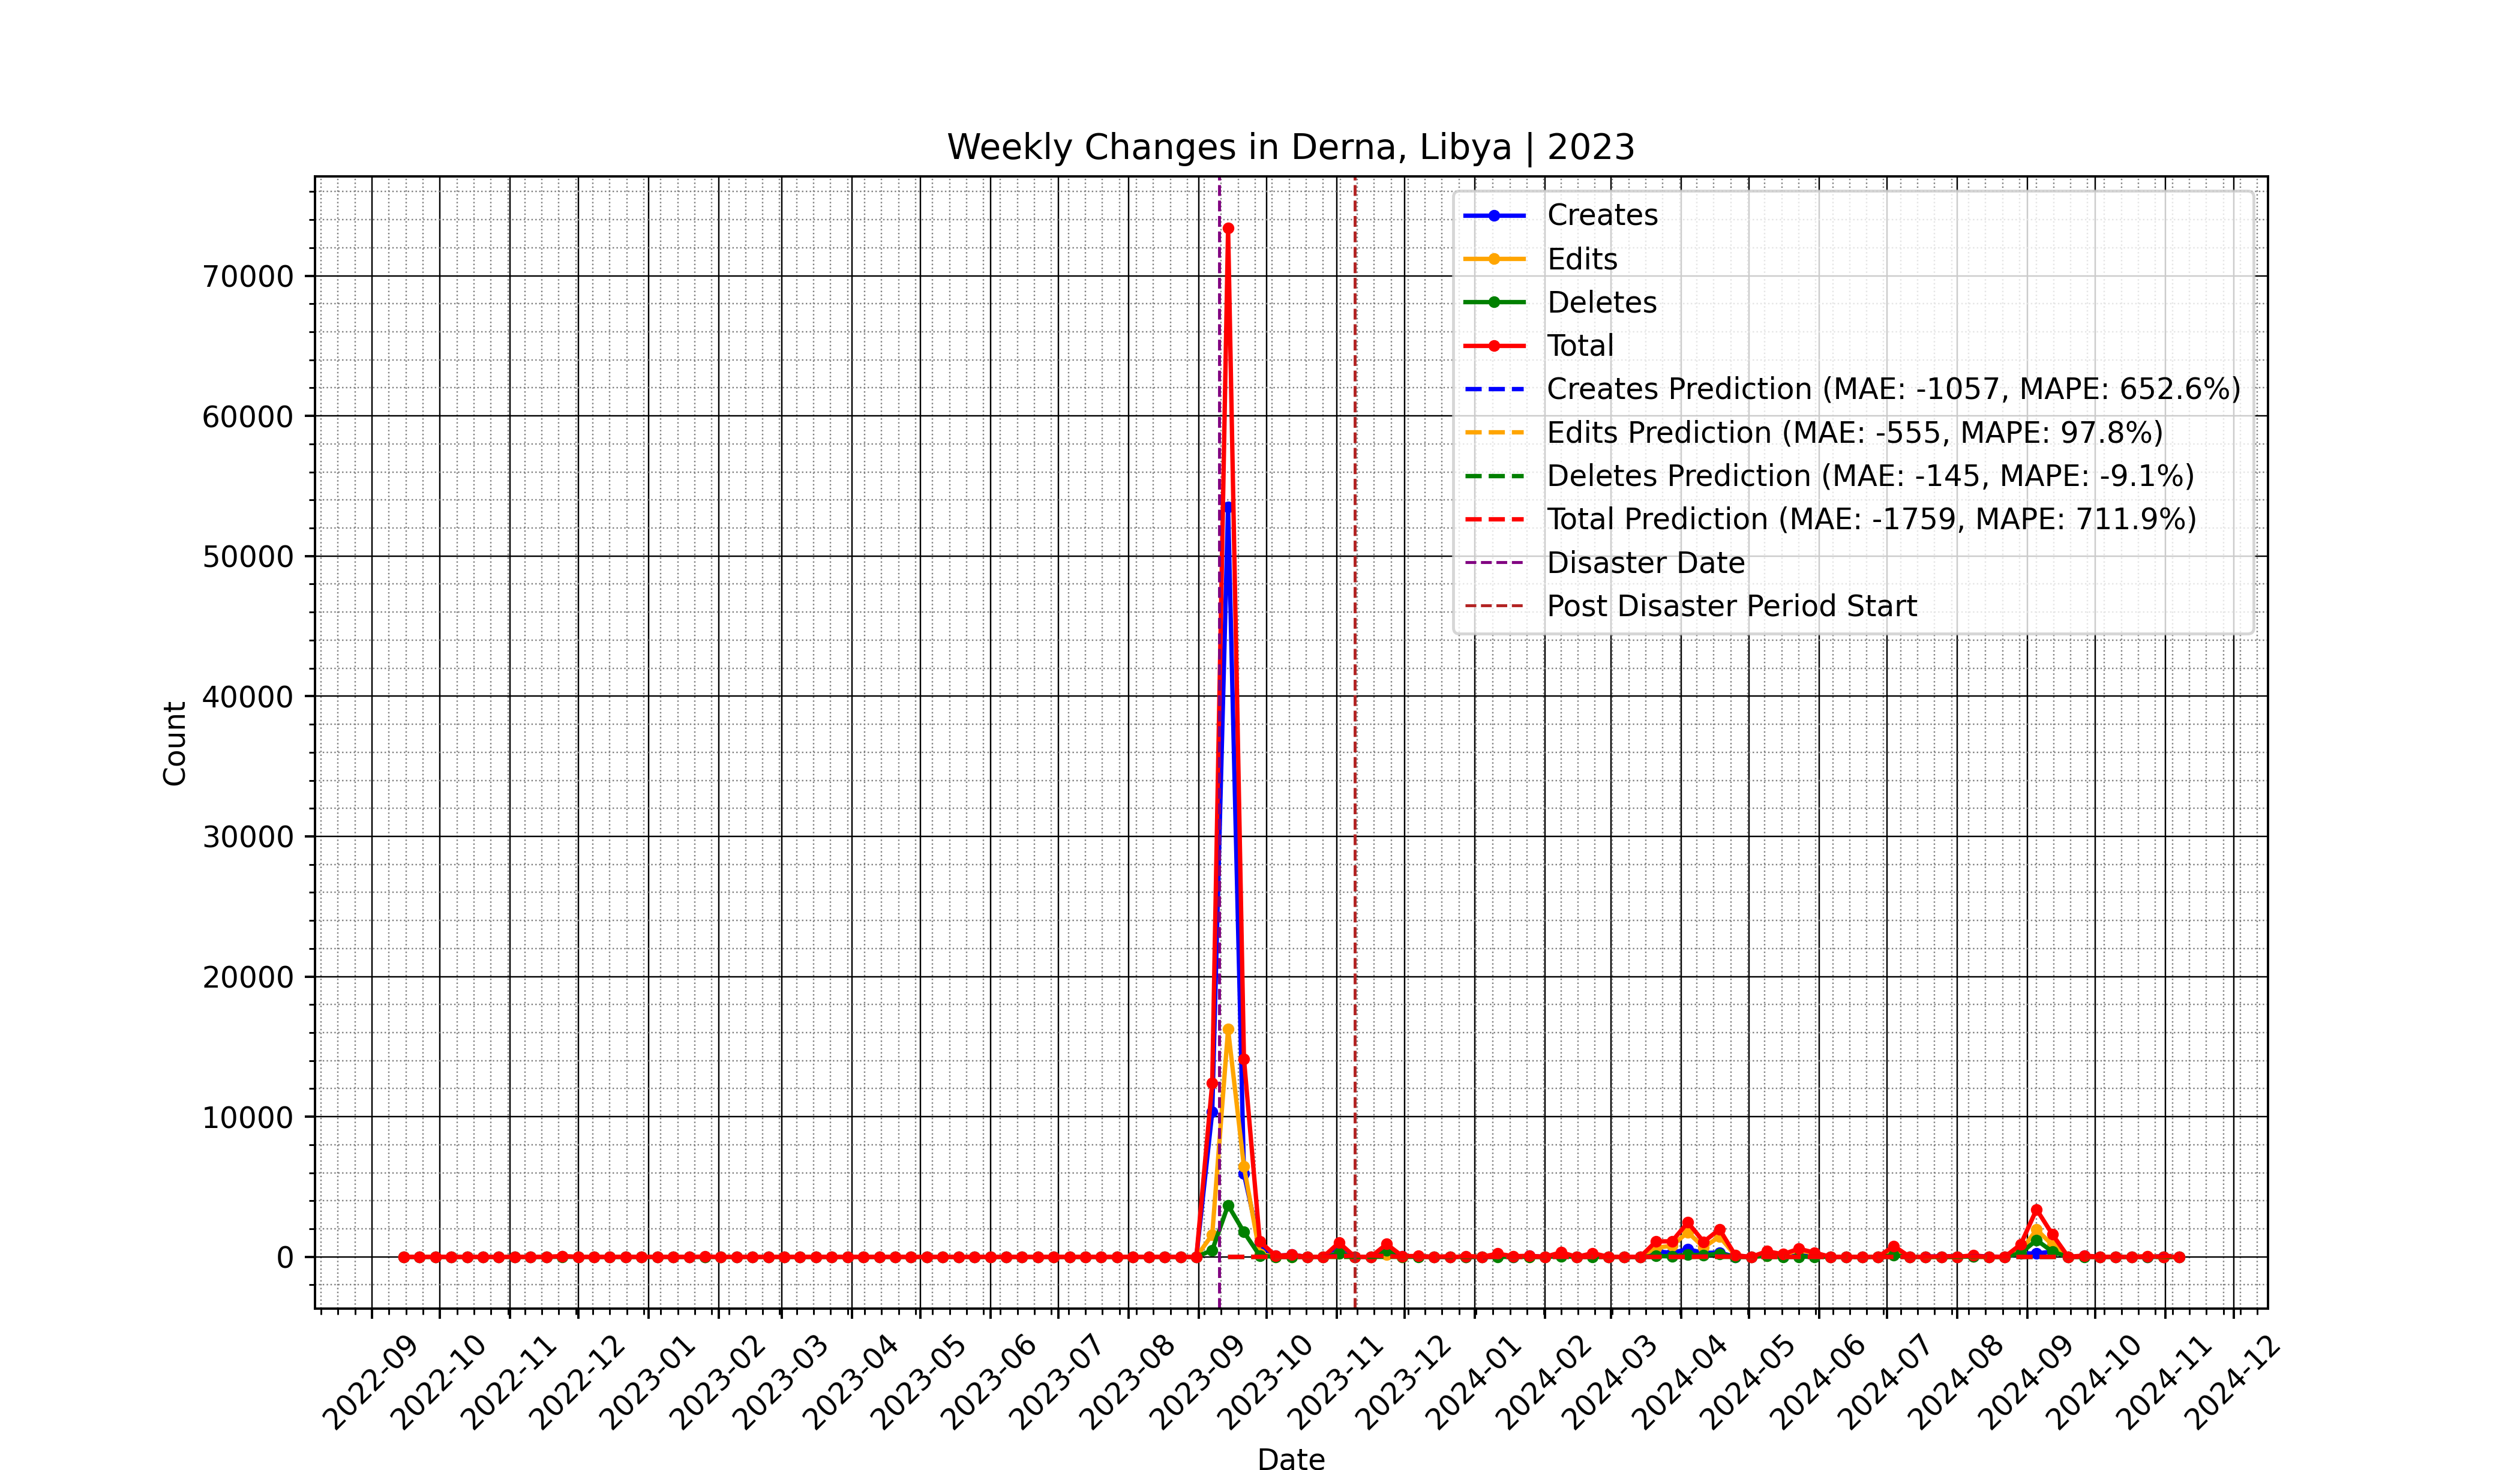 Weekly Changes in Derna, Libya | 2023
Creates
Edits
Deletes
Total
Creates Prediction (MAE: -1057, MAPE: 652.6%)
Edits Prediction (MAE: -555, MAPE: 97.8%)
Deletes Prediction (MAE: -145, MAPE: -9.1%)
Total Prediction (MAE: -1759, MAPE: 711.9%)
Disaster Date
Post Disaster Period Start
Count
70000
60000
50000
40000
30000
20000
10000
0
2022-09
2022-10
2022-11
2022-12
2023-01
2023-02
2023-03
2023-04
2023-05
2023-06
2023-07
2023-08
2023-09
2023-10
2023-11
2023-12
2024-01
2024-02
2024-03
2024-04
2024-05
2024-06
2024-07
2024-08
2024-09
2024-10
2024-11
2024-12
Date